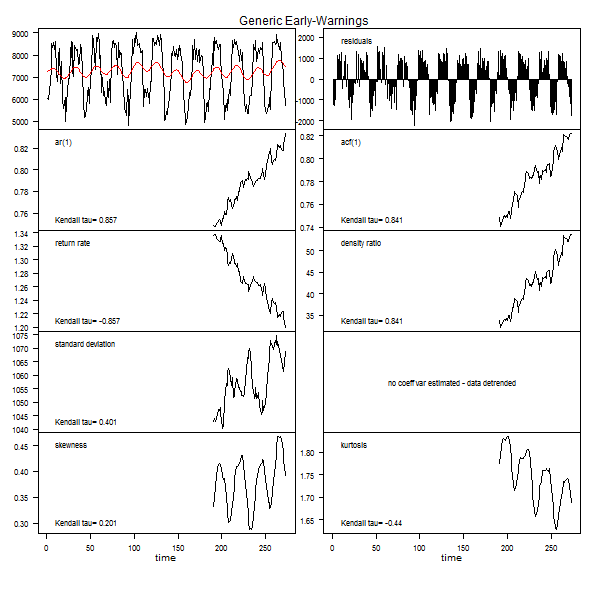 Generic Early-Warnings
9000
8000
7000
6000
5000
residuals
2000
1000
0
-2000
ar(1)
0.82
0.80
0.78
0.76
Kendall tau= 0.857
acf(1)
0.82
0.80
0.78
0.76
0.74
Kendall tau= 0.841
return rate
1.34
1.32
1.30
1.28
1.26
1.24
1.22
1.20
Kendall tau= -0.857
density ratio
50
45
40
35
Kendall tau= 0.841
standard deviation
1075
1070
1065
1060
1055
1050
1045
1040
Kendall tau= 0.401
no coeff var estimated - data detrended
skewness
0.45
0.40
0.35
0.30
Kendall tau= 0.201
0 50 100 150 200 250
time
kurtosis
1.80
1.75
1.70
1.65
Kendall tau= -0.44
0 50 100 150 200 250
time